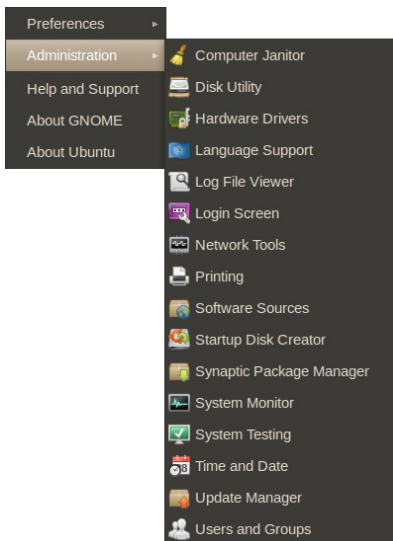 Preferences
Administration
Help and Support
About GNOME
About Ubuntu
Computer Janitor
Disk Utility
Hardware Drivers
Language Support
Log File Viewer
Login Screen
Network Tools
Printing
Software Sources
Startup Disk Creator
Synaptic Package Manager
System Monitor
System Testing
Time and Date
Update Manager
Users and Groups